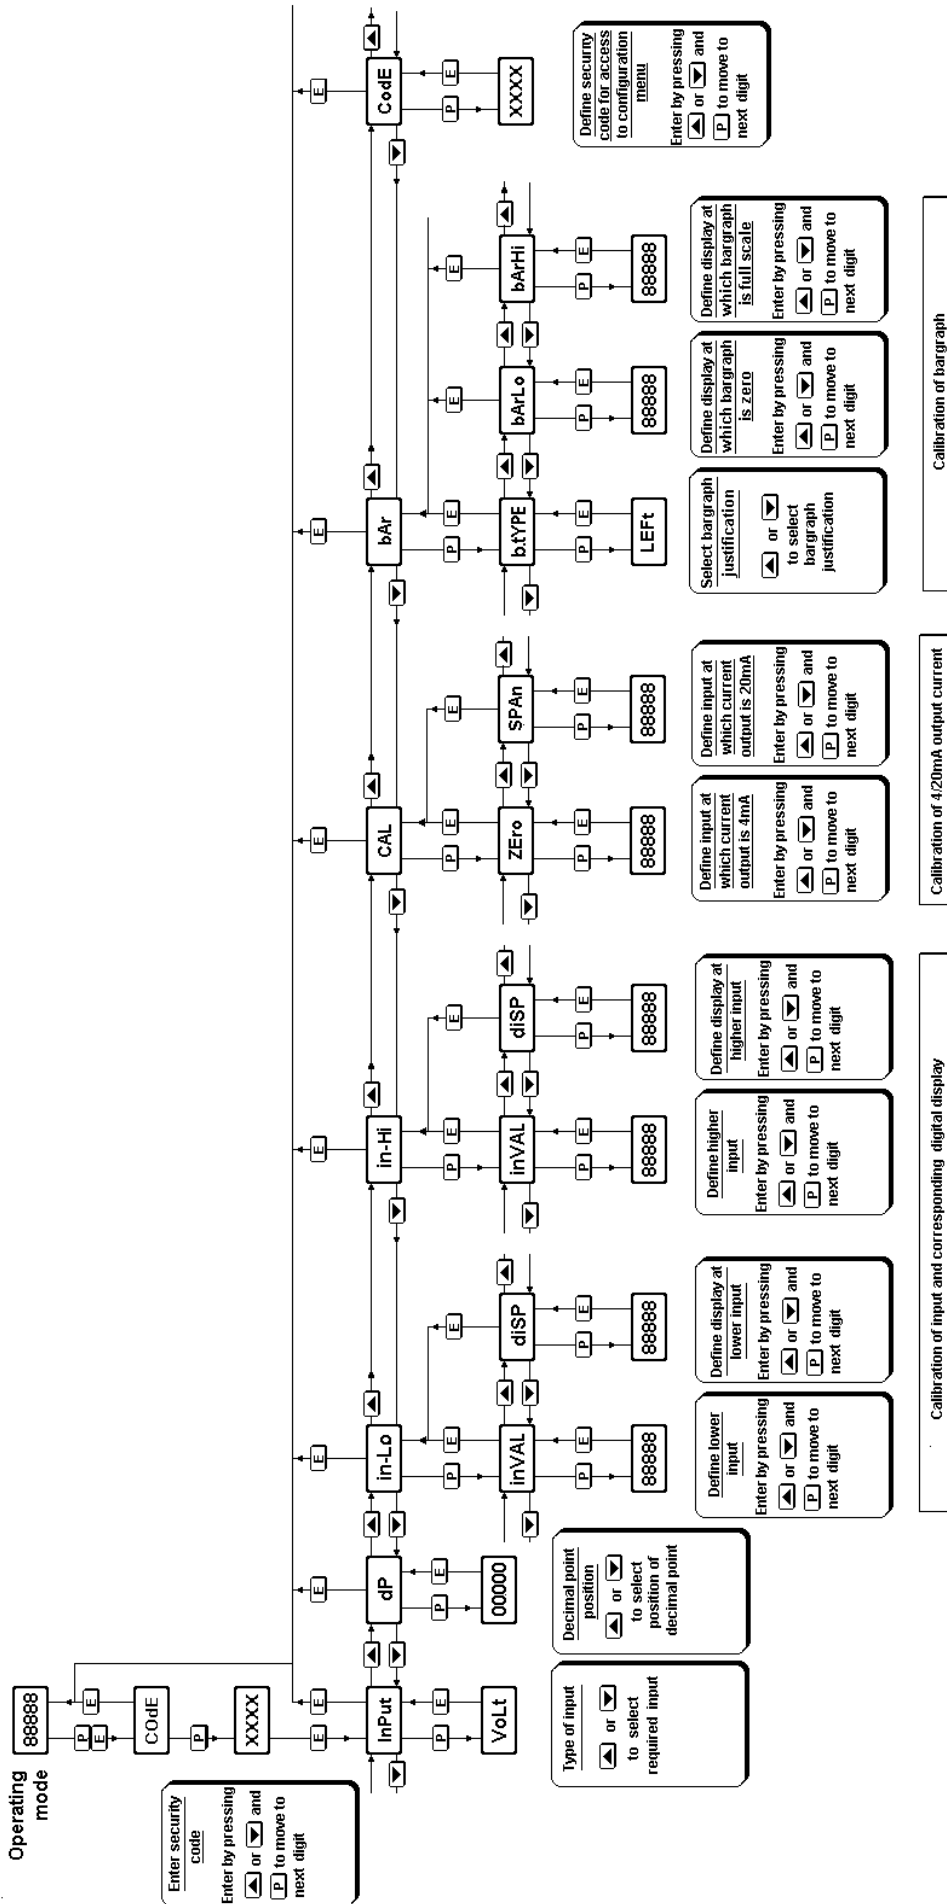 Operating
mode
88888
P
E
E
COdE
P
XXXX
E
E
E
E
E
E
E
E
Enter security
code
Enter by pressing
▲ or ▼ and
P to move to
next digit
▼
InPut
▲
▼
dP
▲
▼
in-Lo
▲
▼
in-Hi
▲
▼
CAL
▲
▼
bAr
▲
▼
CodE
▲
P
E
P
E
P
E
E
P
E
E
P
E
E
P
E
E
E
P
E
VoLt
00000
▼
inVAL
▲
▼
diSP
▲
▼
inVAL
▲
▼
diSP
▲
▼
ZEro
▲
▼
SPAn
▲
▼
b.tYPE
▲
▼
bArLo
▲
▼
bArHi
▲
XXXX
P
E
P
E
P
E
P
E
P
E
P
E
P
E
P
E
P
E
88888
88888
88888
88888
88888
88888
LEFt
88888
88888
Type of input
▲ or ▼
to select
required input
Decimal point
position
▲ or ▼
to select
position of
decimal point
Define lower
input
Enter by pressing
▲ or ▼ and
P to move to
next digit
Define display at
lower input
Enter by pressing
▲ or ▼ and
P to move to
next digit
Define higher
input
Enter by pressing
▲ or ▼ and
P to move to
next digit
Define display at
higher input
Enter by pressing
▲ or ▼ and
P to move to
next digit
Define input at
which current
output is 4mA
Enter by pressing
▲ or ▼ and
P to move to
next digit
Define input at
which current
output is 20mA
Enter by pressing
▲ or ▼ and
P to move to
next digit
Select bargraph
justification
▲ or ▼
to select
bargraph
justification
Define display at
which bargraph
is zero
Enter by pressing
▲ or ▼ and
P to move to
next digit
Define display at
which bargraph
is full scale
Enter by pressing
▲ or ▼ and
P to move to
next digit
Define security
code for access
to configuration
menu
Enter by pressing
▲ or ▼ and
P to move to
next digit
Calibration of input and corresponding digital display
Calibration of 4/20mA output current
Calibration of bargraph